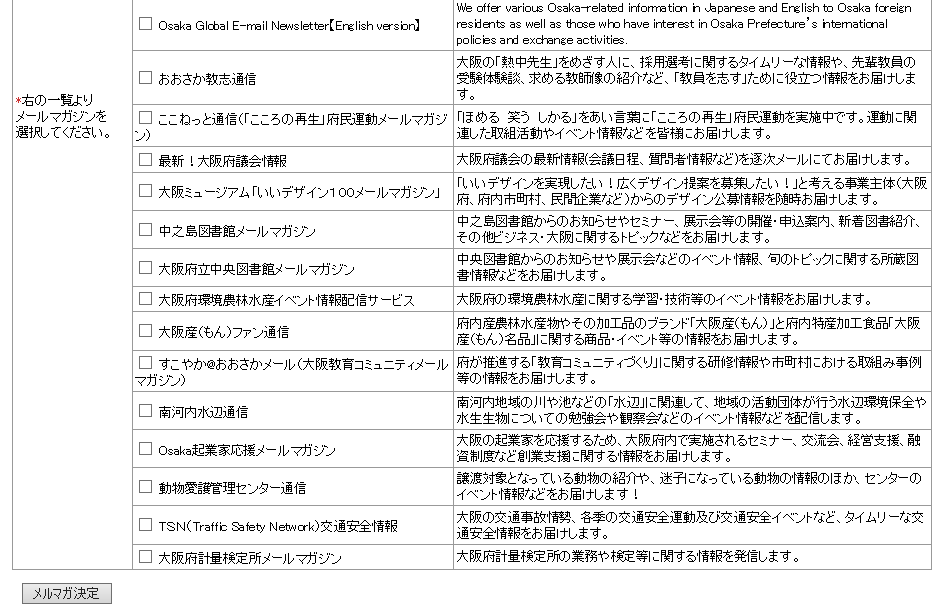 *右の一覧より
メールマガジンを
選択してください。
Osaka Global E-mail Newsletter【English version】
We offer various Osaka-related information in Japanese and English to Osaka foreign
residents as well as those who have interest in Osaka Prefecture's international
policies and exchange activities.
おおさか教志通信
大阪の「熱中先生」をめざす人に、採用選考に関するタイムリーな情報や、先輩教員の
受験体験談、求める教師像の紹介など、「教員を志す」ために役立つ情報をお届けしま
す。
ここねっと通信(「こころの再生」府民運動メールマガジ
ン)
「ほめる 笑う しかる」をあい言葉に「こころの再生」府民運動を実施中です。運動に関
連した取組活動やイベント情報などを皆様にお届けします。
最新!大阪府議会情報
大阪府議会の最新情報(会議日程、質問者情報など)を逐次メールにてお届けします。
大阪ミュージアム「いいデザイン100メールマガジン」
「いいデザインを実現したい!広くデザイン提案を募集したい!」と考える事業主体(大阪
府、府内市町村、民間企業など)からのデザイン公募情報を随時お届けします。
中之島図書館メールマガジン
中之島図書館からのお知らせやセミナー、展示会等の開催・申込案内、新着図書紹介、
その他ビジネス・大阪に関するトピックなどをお届けします。
大阪府立中央図書館メールマガジン
中央図書館からのお知らせや展示会などのイベント情報、旬のトピックに関する所蔵図
書情報などをお届けします。
大阪府環境農林水産イベント情報配信サービス
大阪府の環境農林水産に関する学習・技術等のイベント情報をお届けします。
大阪産(もん)ファン通信
府内産農林水産物やその加工品のブランド「大阪産(もん)」と府内特産加工食品「大阪
産(もん)名品」に関する商品・イベント等の情報をお届けします。
すこやか@おおさかメール(大阪教育コミュニティメール
マガジン)
府が推進する「教育コミュニティづくり」に関する研修情報や市町村における取組み事例
等の情報をお届けします。
南河内水辺通信
南河内地域の川や池などの「水辺」に関連して、地域の活動団体が行う水辺環境保全や
水生生物についての勉強会や観察会などのイベント情報などを配信します。
Osaka起業家応援メールマガジン
大阪の起業家を応援するため、大阪府内で実施されるセミナー、交流会、経営支援、融
資制度など創業支援に関する情報をお届けします。
動物愛護管理センター通信
譲渡対象となっている動物の紹介や、迷子になっている動物の情報のほか、センターの
イベント情報などをお届けします!
TSN(Traffic Safety Network)交通安全情報
大阪の交通事故情勢、各季の交通安全運動及び交通安全イベントなど、タイムリーな交
通安全情報をお届けします。
大阪府計量検定所メールマガジン
大阪府計量検定所の業務や検定等に関する情報を発信します。
メルマガ決定